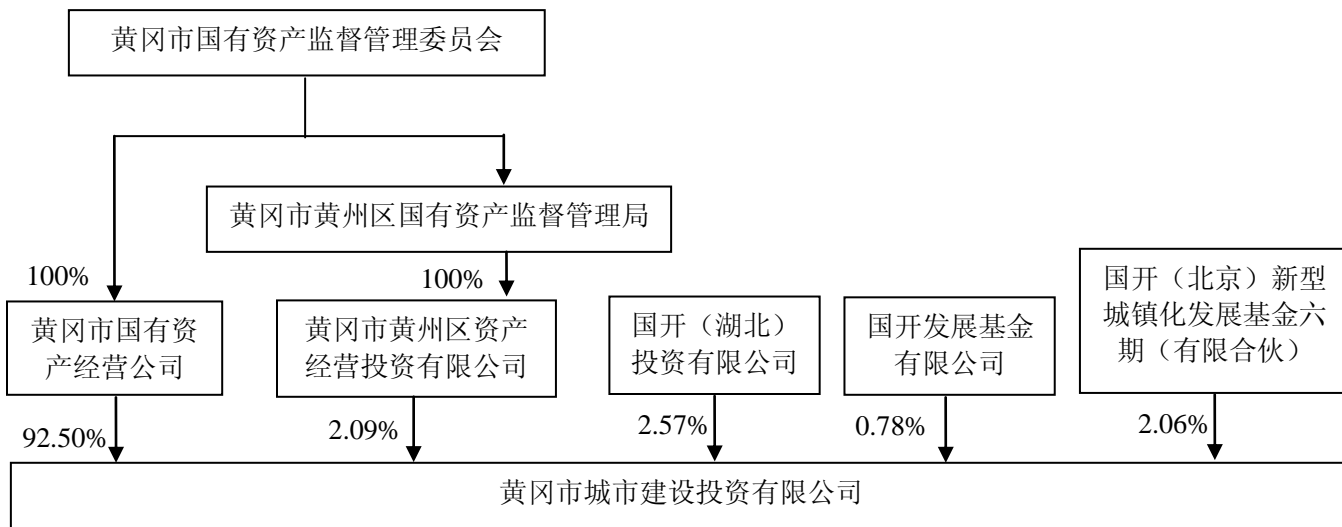 黄冈市国有资产监督管理委员会
黄冈市黄州区国有资产监督管理局
100%
100%
黄冈市国有资
产经营公司
黄冈市黄州区资产
经营投资有限公司
国开（湖北）
投资有限公司
国开发展基金
有限公司
国开（北京）新型
城镇化发展基金六
期（有限合伙）
92.50%
2.09%
2.57%
0.78%
2.06%
黄冈市城市建设投资有限公司